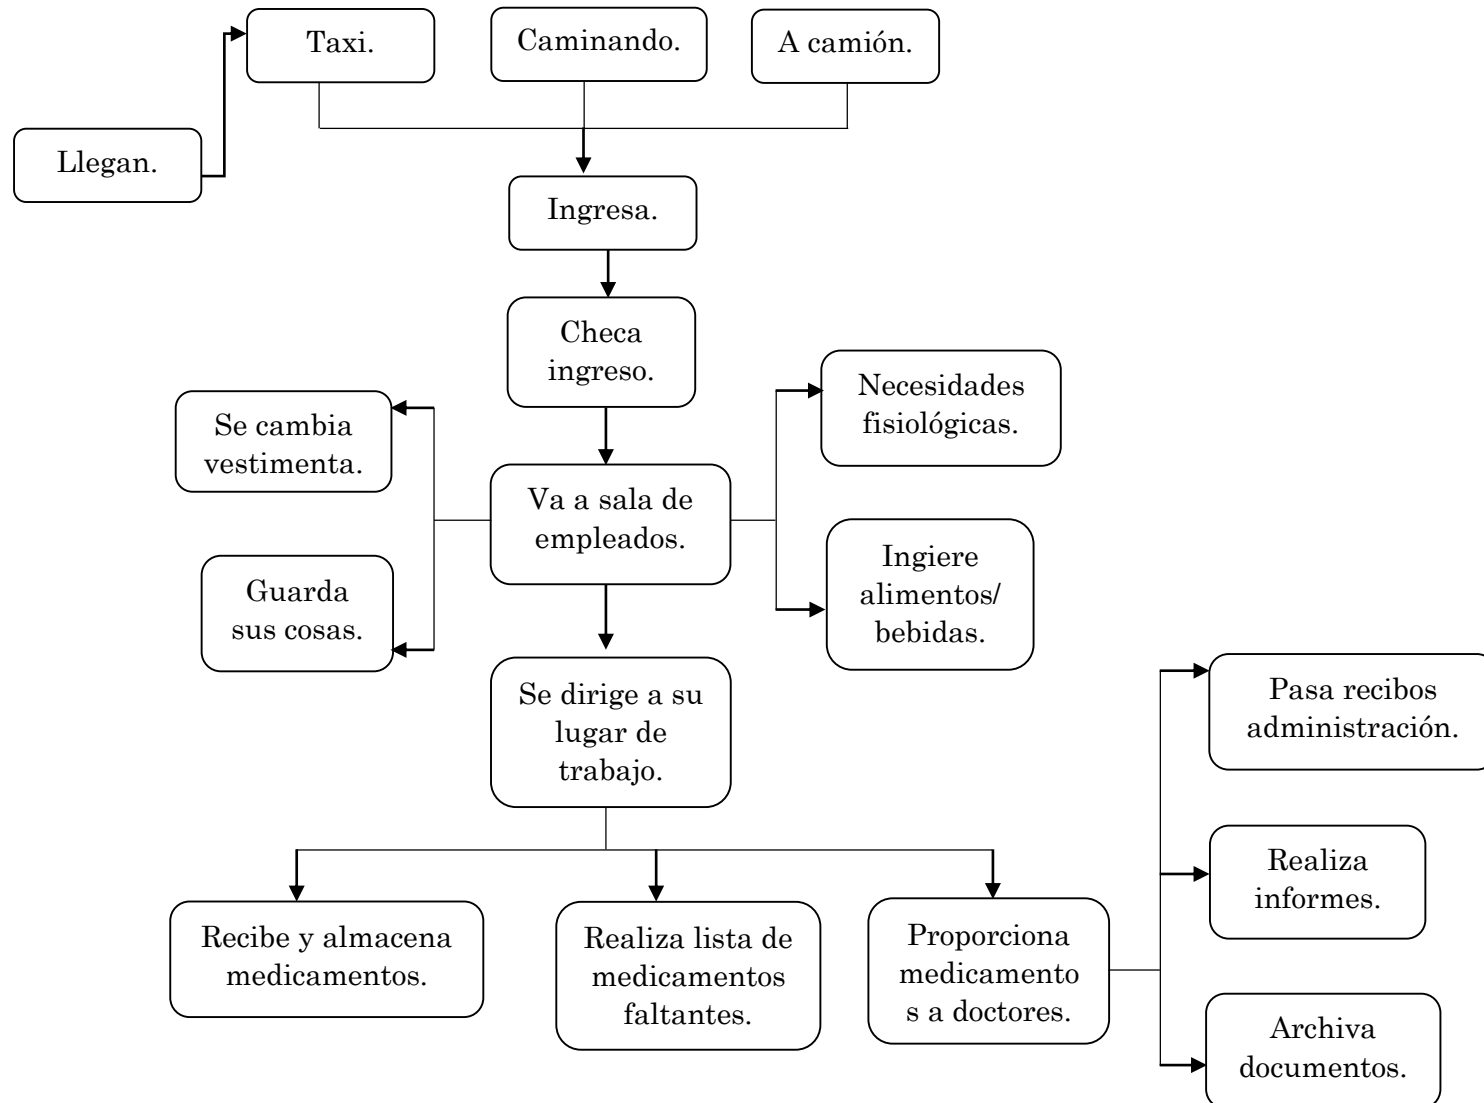 Taxi.
Caminando.
A camión.
Llegan.
Ingresa.
Checa
ingreso.
Necesidades
fisiológicas.
Se cambia
vestimenta.
Va a sala de
empleados.
Ingiere
alimentos/
bebidas.
Guarda
sus cosas.
Se dirige a su
lugar de
trabajo.
Pasa recibos
administración.
Realiza
informes.
Recibe y almacena
medicamentos.
Realiza lista de
medicamentos
faltantes.
Proporciona
medicamento
s a doctores.
Archiva
documentos.